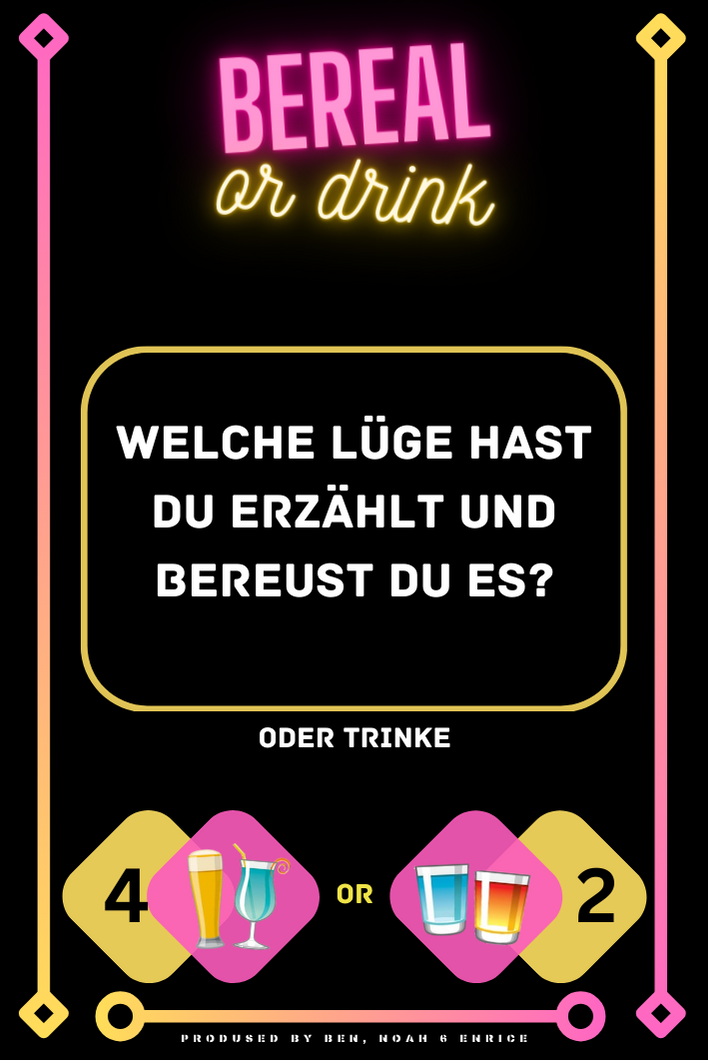 BEREAL
or drink
WELCHE LÜGE HAST
DU ERZÄHLT UND
BEREUST DU ES?
ODER TRINKE
4 OR 2
PRODUSED BY BEN, NOAH & ENRICE